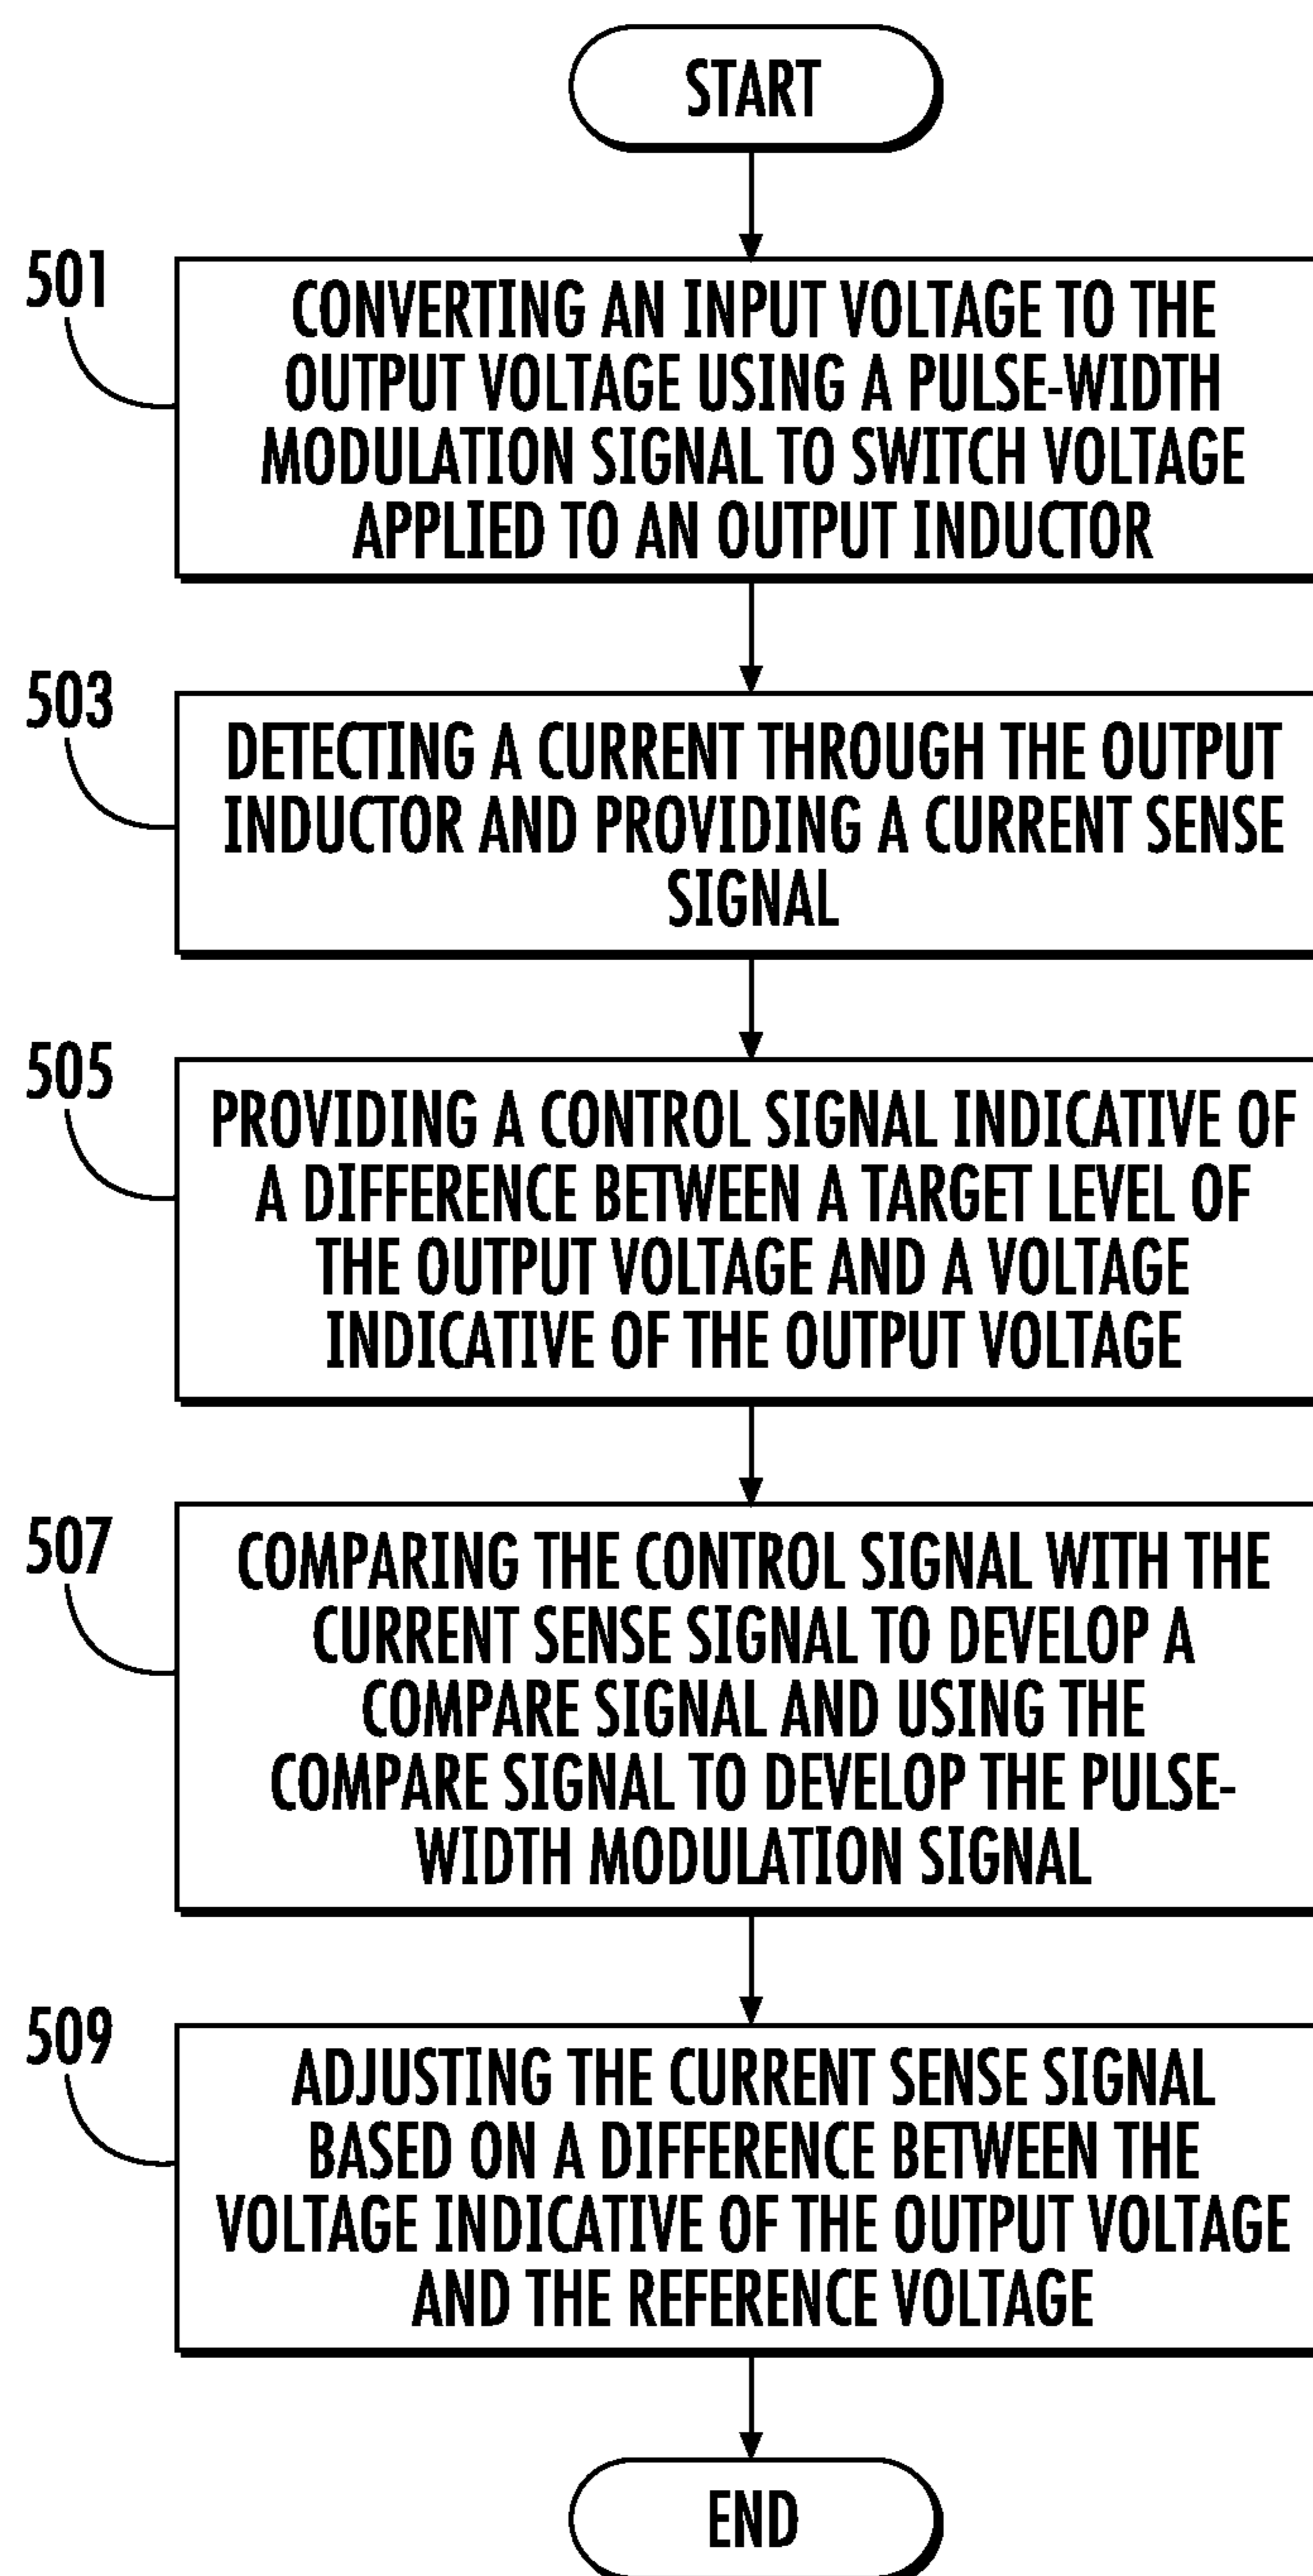 START
501
CONVERTING AN INPUT VOLTAGE TO THE
OUTPUT VOLTAGE USING A PULSE-WIDTH
MODULATION SIGNAL TO SWITCH VOLTAGE
APPLIED TO AN OUTPUT INDUCTOR
503
DETECTING A CURRENT THROUGH THE OUTPUT
INDUCTOR AND PROVIDING A CURRENT SENSE
SIGNAL
505
PROVIDING A CONTROL SIGNAL INDICATIVE OF
A DIFFERENCE BETWEEN A TARGET LEVEL OF
THE OUTPUT VOLTAGE AND A VOLTAGE
INDICATIVE OF THE OUTPUT VOLTAGE
507
COMPARING THE CONTROL SIGNAL WITH THE
CURRENT SENSE SIGNAL TO DEVELOP A
COMPARE SIGNAL AND USING THE
COMPARE SIGNAL TO DEVELOP THE PULSE-
WIDTH MODULATION SIGNAL
509
ADJUSTING THE CURRENT SENSE SIGNAL
BASED ON A DIFFERENCE BETWEEN THE
VOLTAGE INDICATIVE OF THE OUTPUT VOLTAGE
AND THE REFERENCE VOLTAGE
END